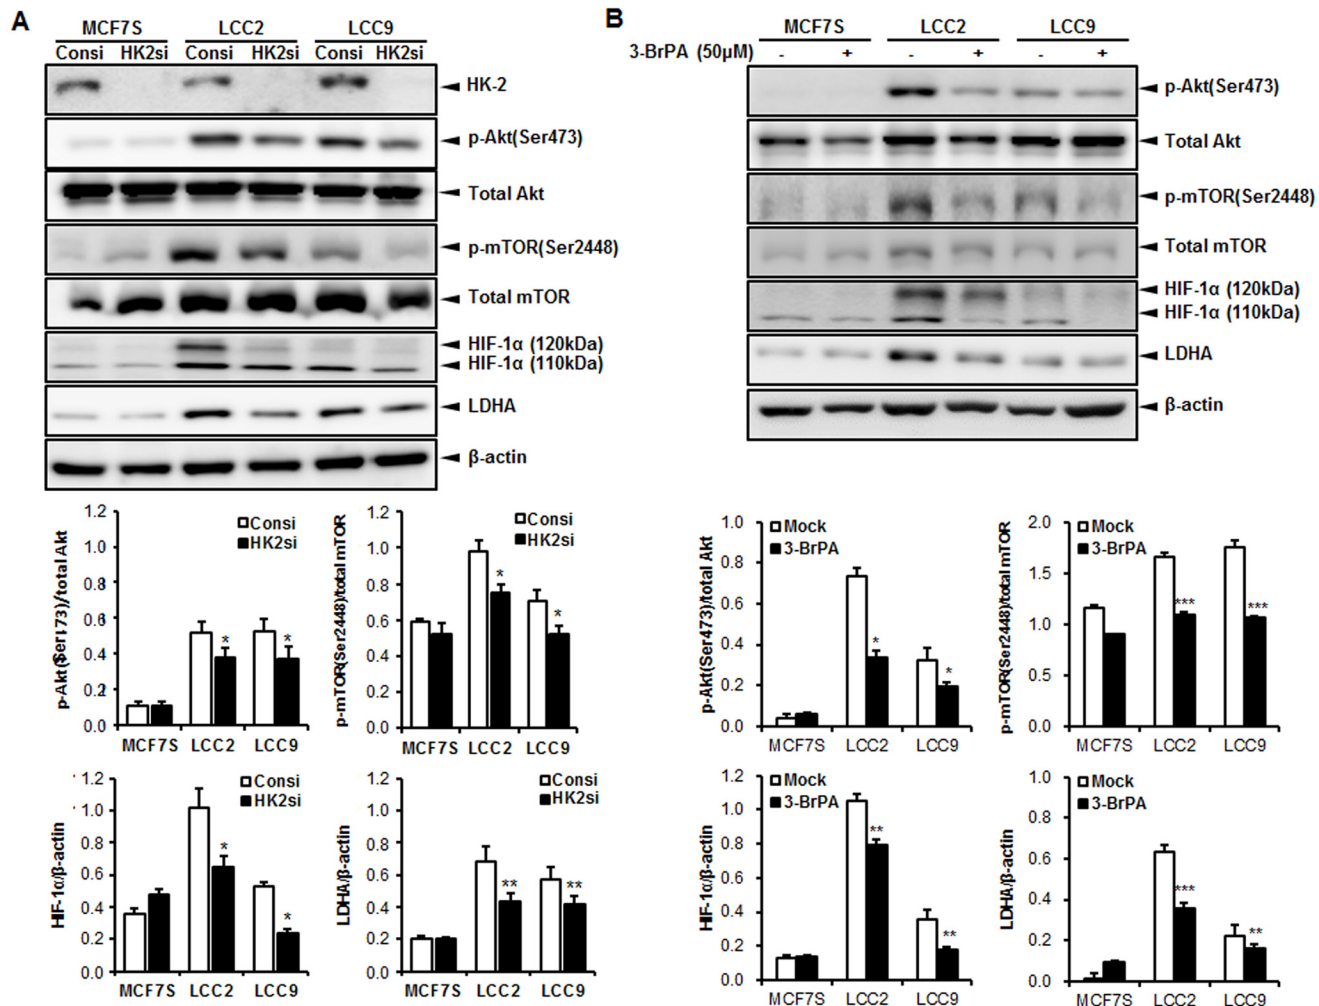 A
MCF7S LCC2 LCC9
Consi HK2si Consi HK2si Consi HK2si
HK-2
p-Akt(Ser473)
Total Akt
p-mTOR(Ser2448)
Total mTOR
HIF-1α (120kDa)
HIF-1α (110kDa)
LDHA
β-actin
B
MCF7S LCC2 LCC9
3-BrPA (50µM) - + - + - +
p-Akt(Ser473)
Total Akt
p-mTOR(Ser2448)
Total mTOR
HIF-1α (120kDa)
HIF-1α (110kDa)
LDHA
β-actin
p-Akt(Ser473)/total Akt
1.2
1.0
0.8
0.6
0.4
0.2
0.0
Consi
HK2si
*
*
MCF7S LCC2 LCC9
p-mTOR(Ser2448)/total mTOR
1.2
1.0
0.8
0.6
0.4
0.2
0.0
Consi
HK2si
*
*
MCF7S LCC2 LCC9
p-Akt(Ser473)/total Akt
1.0
0.8
0.6
0.4
0.2
0.0
Mock
3-BrPA
*
*
MCF7S LCC2 LCC9
p-mTOR(Ser2448)/total mTOR
2.0
1.5
1.0
0.5
0.0
Mock
3-BrPA
***
***
MCF7S LCC2 LCC9
HIF-1α/β-actin
1.2
1.0
0.8
0.6
0.4
0.2
0.0
Consi
HK2si
*
*
MCF7S LCC2 LCC9
LDHA/β-actin
1.2
1.0
0.8
0.6
0.4
0.2
0.0
Consi
HK2si
**
**
MCF7S LCC2 LCC9
HIF-1α/β-actin
1.2
1.0
0.8
0.6
0.4
0.2
0.0
Mock
3-BrPA
**
**
MCF7S LCC2 LCC9
LDHA/β-actin
1.0
0.8
0.6
0.4
0.2
0.0
Mock
3-BrPA
***
**
MCF7S LCC2 LCC9